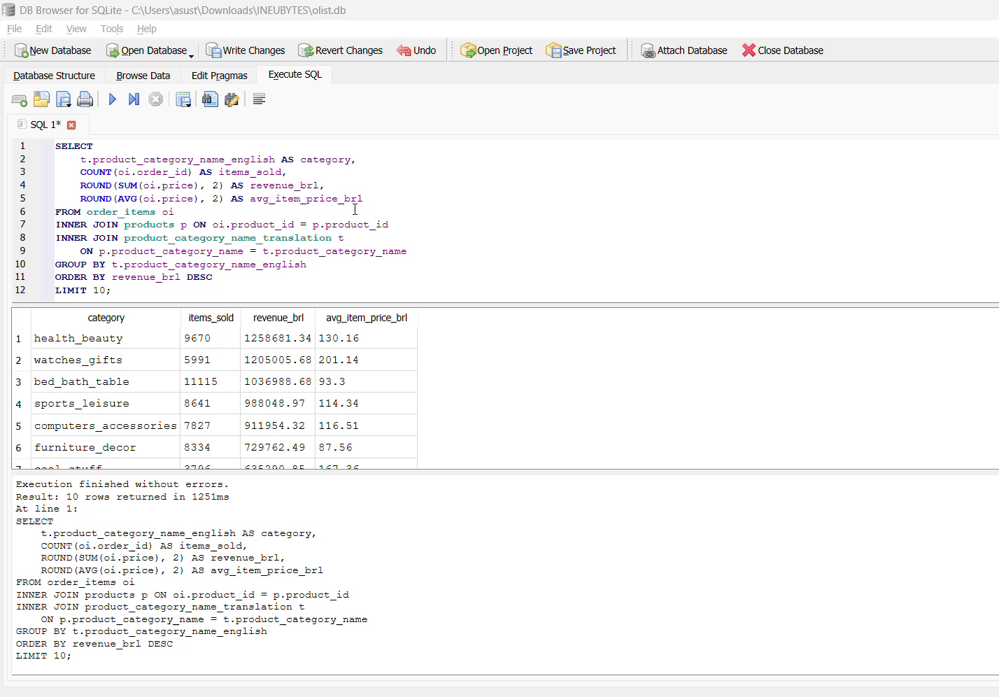 DB Browser for SQLite - C:\Users\asust\Downloads\INEUBYTES\olist.db
File Edit View Tools Help
New Database Open Database Write Changes Revert Changes Undo Open Project Save Project Attach Database Close Database
Database Structure Browse Data Edit Pragmas Execute SQL
SQL 1*
1 SELECT
2 t.product_category_name_english AS category,
3 COUNT(oi.order_id) AS items_sold,
4 ROUND(SUM(oi.price), 2) AS revenue_brl,
5 ROUND(AVG(oi.price), 2) AS avg_item_price_brl
6 FROM order_items oi
7 INNER JOIN products p ON oi.product_id = p.product_id
8 INNER JOIN product_category_name_translation t
9 ON p.product_category_name = t.product_category_name
10 GROUP BY t.product_category_name_english
11 ORDER BY revenue_brl DESC
12 LIMIT 10;
category items_sold revenue_brl avg_item_price_brl
1 health_beauty 9670 1258681.34 130.16
2 watches_gifts 5991 1205005.68 201.14
3 bed_bath_table 11115 1036988.68 93.3
4 sports_leisure 8641 988048.97 114.34
5 computers_accessories 7827 911954.32 116.51
6 furniture_decor 8334 729762.49 87.56
7 cool_stuff 3796 635290.85 167.36
Execution finished without errors.
Result: 10 rows returned in 1251ms
At line 1:
SELECT
t.product_category_name_english AS category,
COUNT(oi.order_id) AS items_sold,
ROUND(SUM(oi.price), 2) AS revenue_brl,
ROUND(AVG(oi.price), 2) AS avg_item_price_brl
FROM order_items oi
INNER JOIN products p ON oi.product_id = p.product_id
INNER JOIN product_category_name_translation t
ON p.product_category_name = t.product_category_name
GROUP BY t.product_category_name_english
ORDER BY revenue_brl DESC
LIMIT 10;